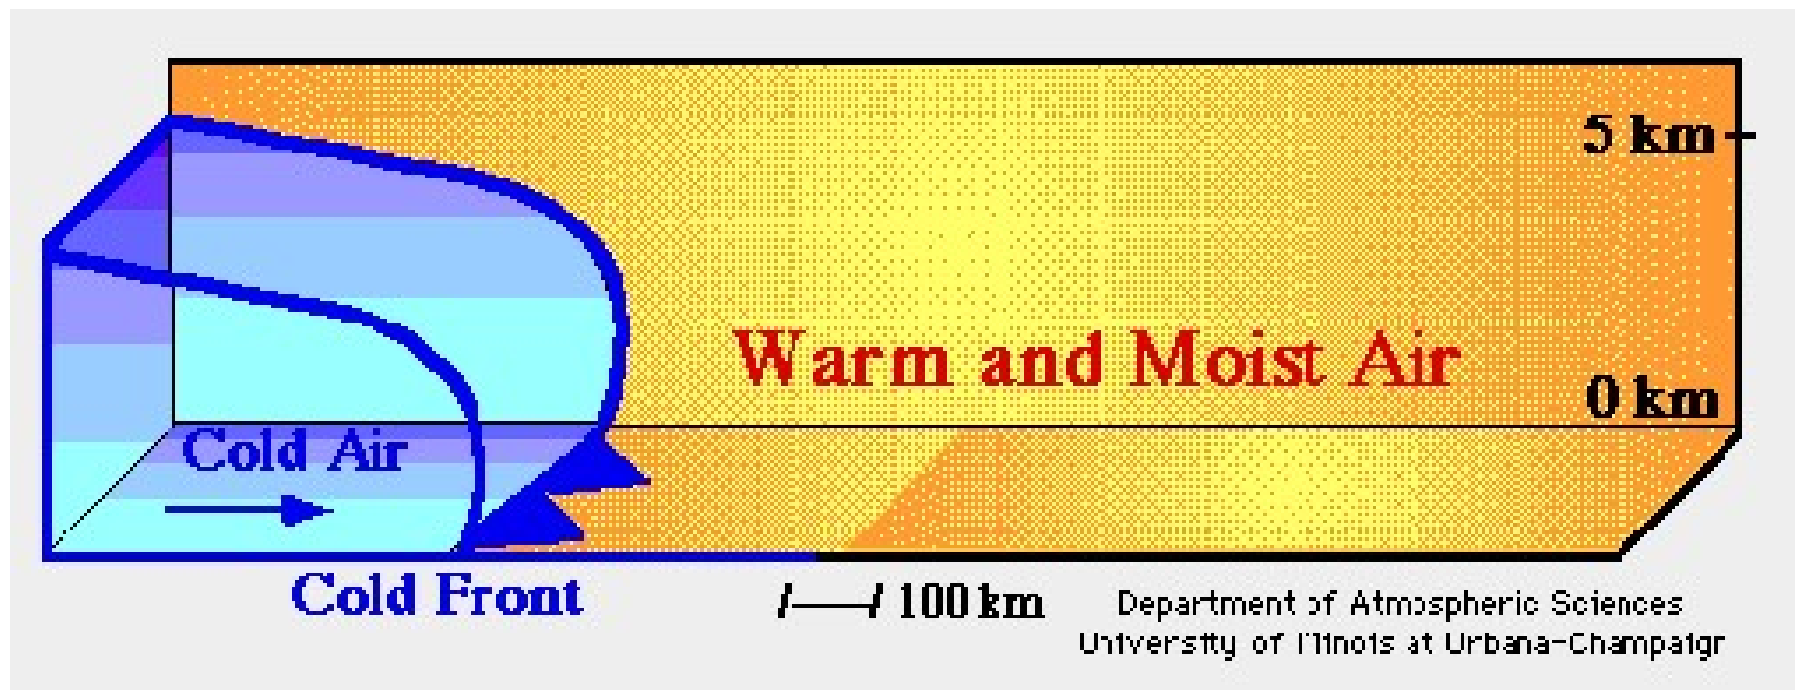 5 km
Warm and Moist Air
0 km
Cold Air
Cold Front
100 km
Department of Atmospheric Sciences
University of Illinois at Urbana-Champaign